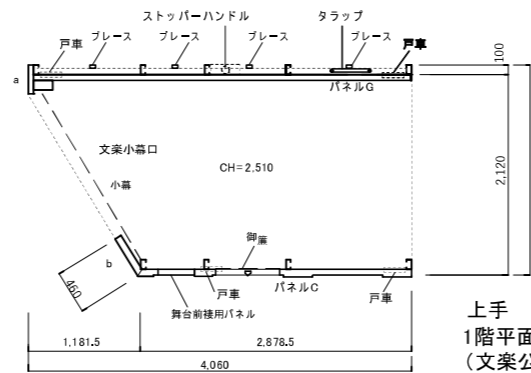 ストッパーハンドル
タラップ
ブレース
ブレース
ブレース
ブレース
戸車
戸車
100
a
パネルG
文楽小幕口
小幕
CH=2,510
2,120
御簾
b
460
戸車
パネルC
戸車
舞台前棲用パネル
1,181.5
2,878.5
4,060
上手
1階平面
(文楽公